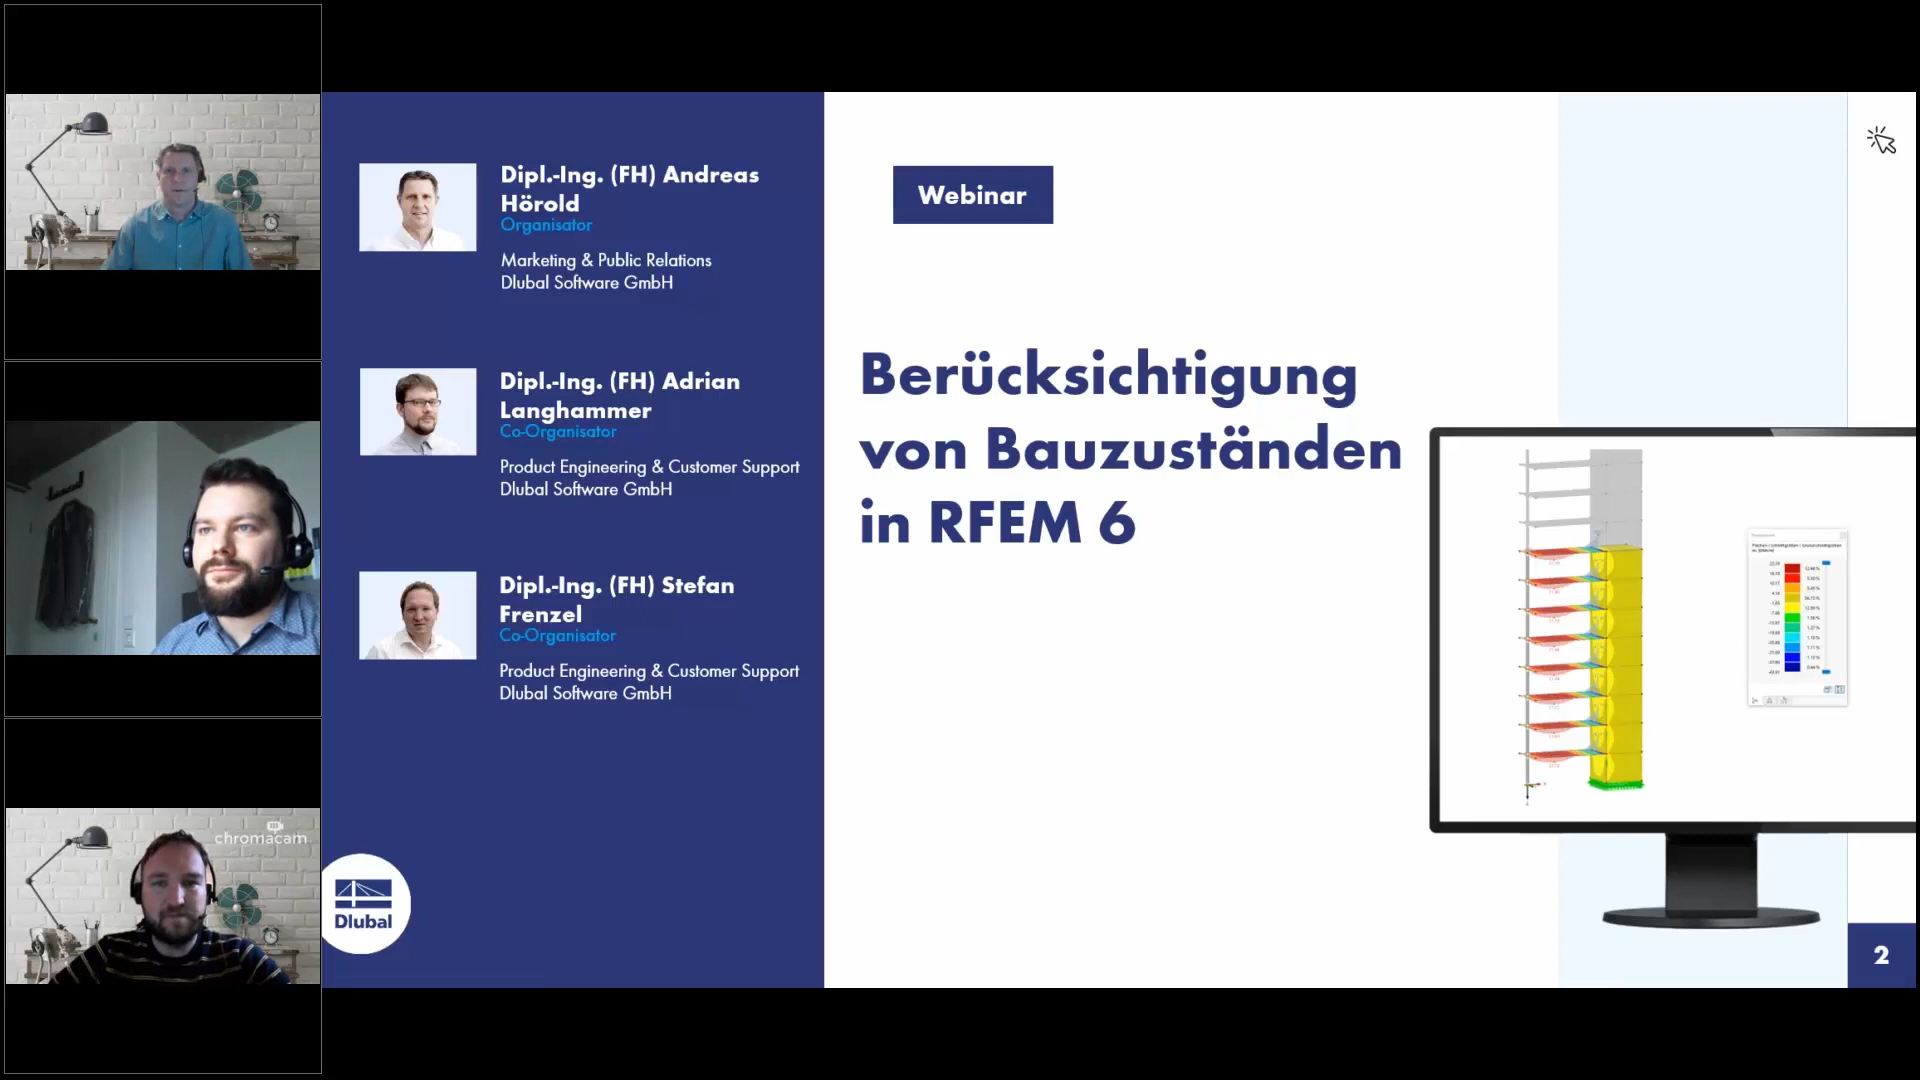 chromacam
Dipl.-Ing. (FH) Andreas
Hörold
Organisator
Marketing & Public Relations
Dlubal Software GmbH
Dipl.-Ing. (FH) Adrian
Langhammer
Co-Organisator
Product Engineering & Customer Support
Dlubal Software GmbH
Dipl.-Ing. (FH) Stefan
Frenzel
Co-Organisator
Product Engineering & Customer Support
Dlubal Software GmbH
Dlubal
Webinar
Berücksichtigung
von Bauzuständen
in RFEM 6
2